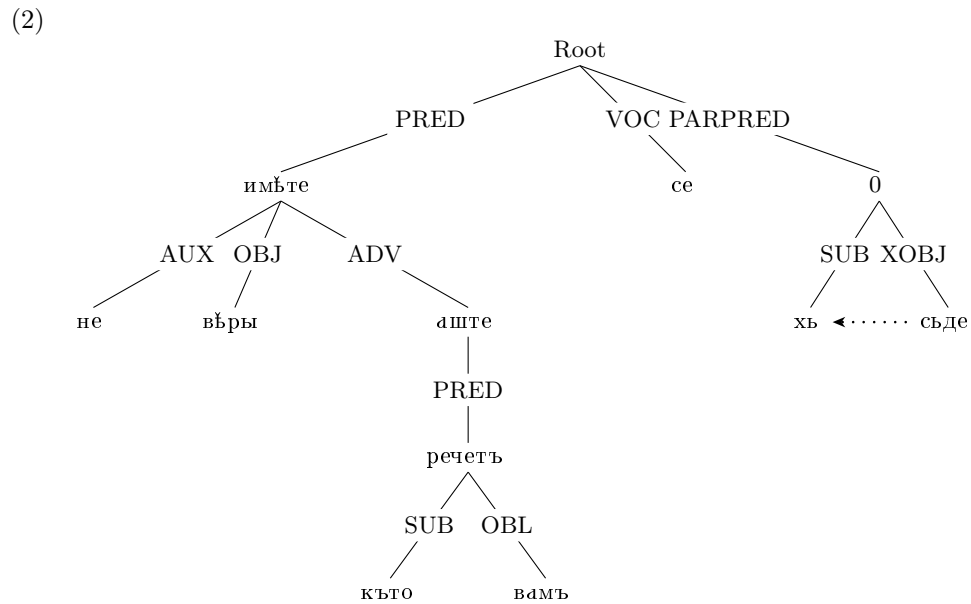 (2)
Root
PRED VOC PARPRED
имѣте се 0
AUX OBJ ADV SUB XOBJ
не вѣры аште хь сьде
PRED
речетъ
SUB OBL
къто вамъ